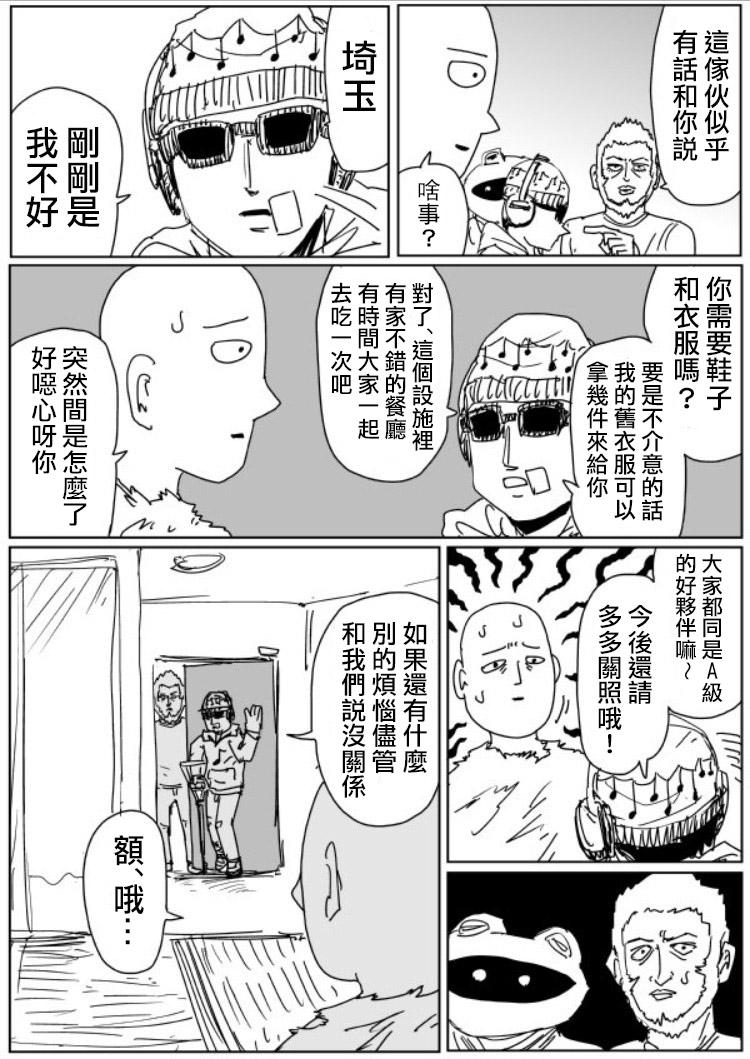 這傢伙似乎
有話和你說
啥事？
埼玉
剛剛是
我不好
你需要鞋子
和衣服嗎？
要是不介意的話
我的舊衣服可以
拿幾件來給你
對了、這個設施裡
有家不錯的餐廳
有時間大家一起
去吃一次吧
突然間是怎麼了
好噁心呀你
大家都同是A級
的好夥伴嘛~
今後還請
多多關照哦！
如果還有什麼
別的煩惱儘管
和我們説沒關係
額、哦…